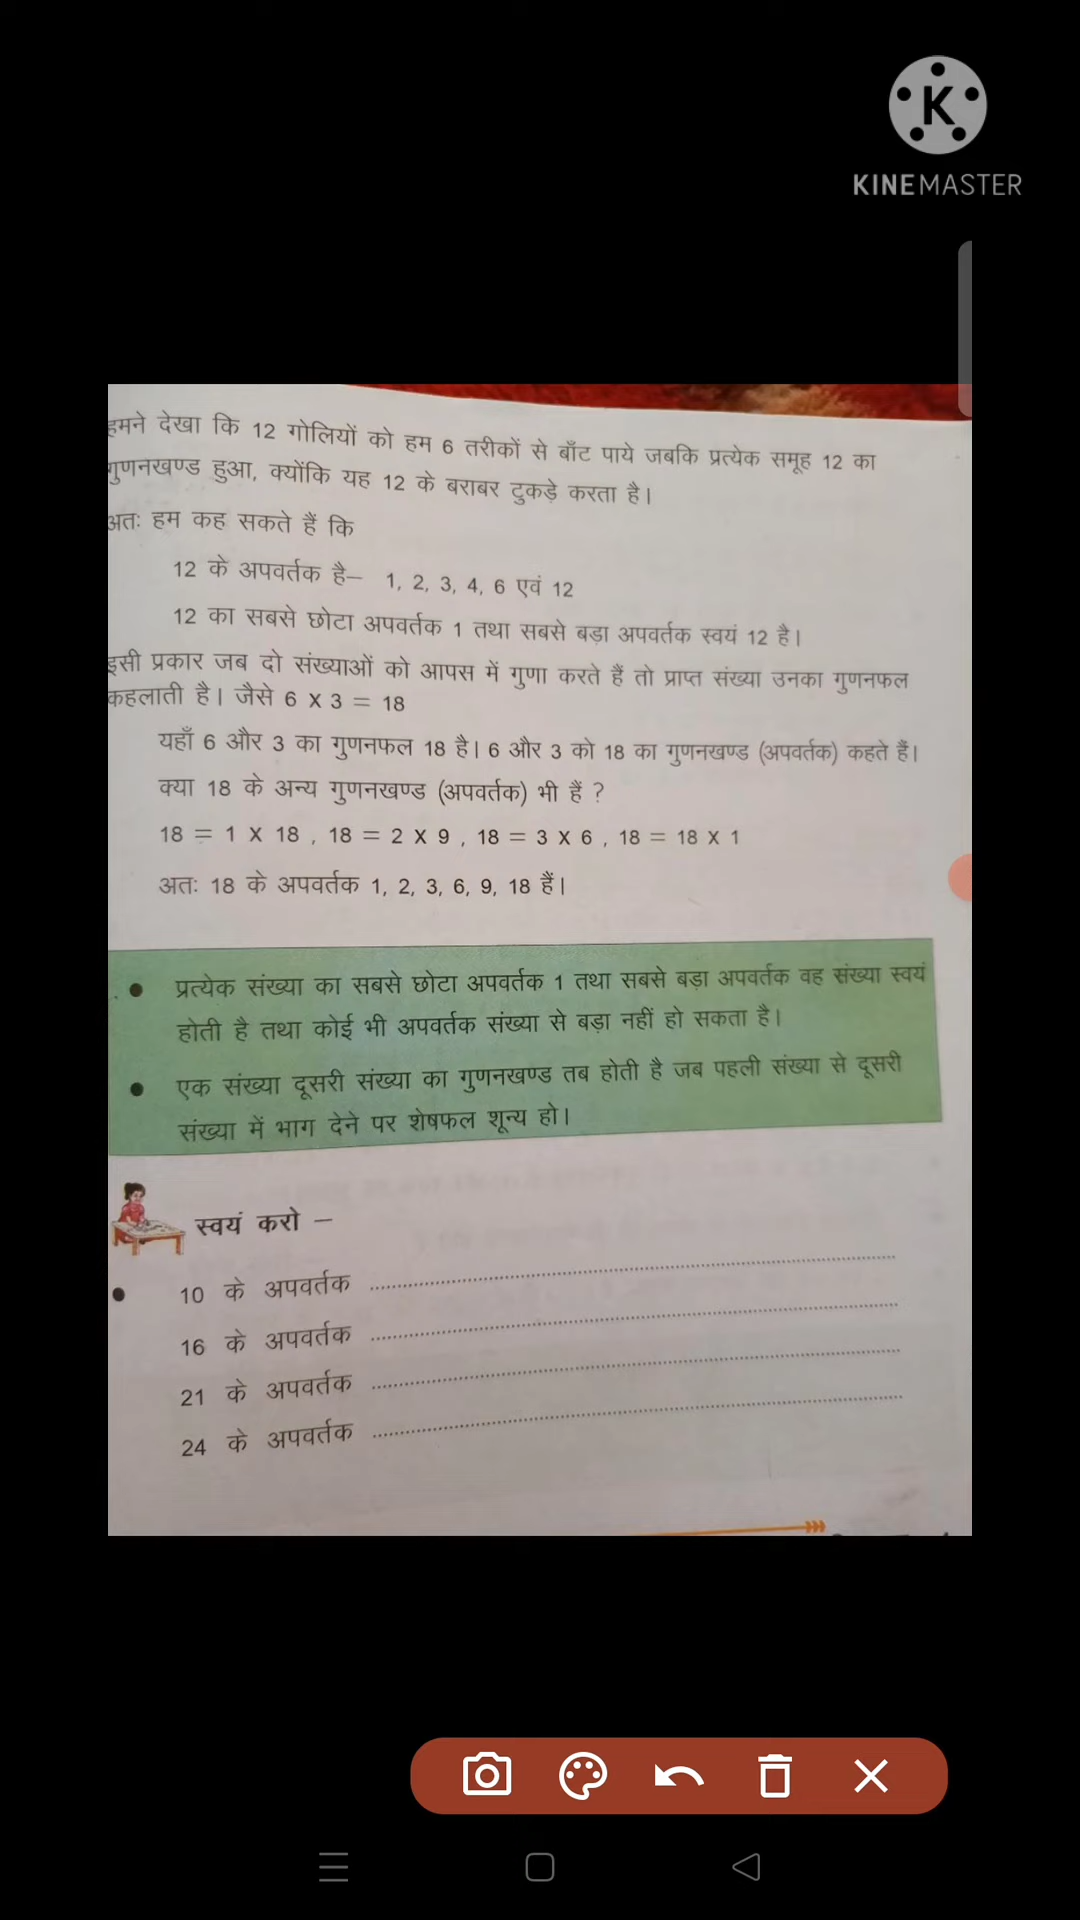 K
KINEMASTER
हमने देखा कि 12 गोलियों को हम 6 तरीकों से बाँट पाये जबकि प्रत्येक समूह 12 का
गुणनखण्ड हुआ, क्योंकि यह 12 के बराबर टुकड़े करता है।
अतः हम कह सकते हैं कि
12 के अपवर्तक है– 1, 2, 3, 4, 6 एवं 12
12 का सबसे छोटा अपवर्तक 1 तथा सबसे बड़ा अपवर्तक स्वयं 12 है।
इसी प्रकार जब दो संख्याओं को आपस में गुणा करते हैं तो प्राप्त संख्या उनका गुणनफल
कहलाती है। जैसे 6 X 3 = 18
यहाँ 6 और 3 का गुणनफल 18 है। 6 और 3 को 18 का गुणनखण्ड (अपवर्तक) कहते हैं।
क्या 18 के अन्य गुणनखण्ड (अपवर्तक) भी हैं ?
18 = 1 X 18 , 18 = 2 X 9 , 18 = 3 X 6 , 18 = 18 X 1
अतः 18 के अपवर्तक 1, 2, 3, 6, 9, 18 हैं।
● प्रत्येक संख्या का सबसे छोटा अपवर्तक 1 तथा सबसे बड़ा अपवर्तक वह संख्या स्वयं
होती है तथा कोई भी अपवर्तक संख्या से बड़ा नहीं हो सकता है।
● एक संख्या दूसरी संख्या का गुणनखण्ड तब होती है जब पहली संख्या से दूसरी
संख्या में भाग देने पर शेषफल शून्य हो।
स्वयं करो –
● 10 के अपवर्तक ..........................................................
16 के अपवर्तक ..........................................................
21 के अपवर्तक ..........................................................
24 के अपवर्तक ..........................................................